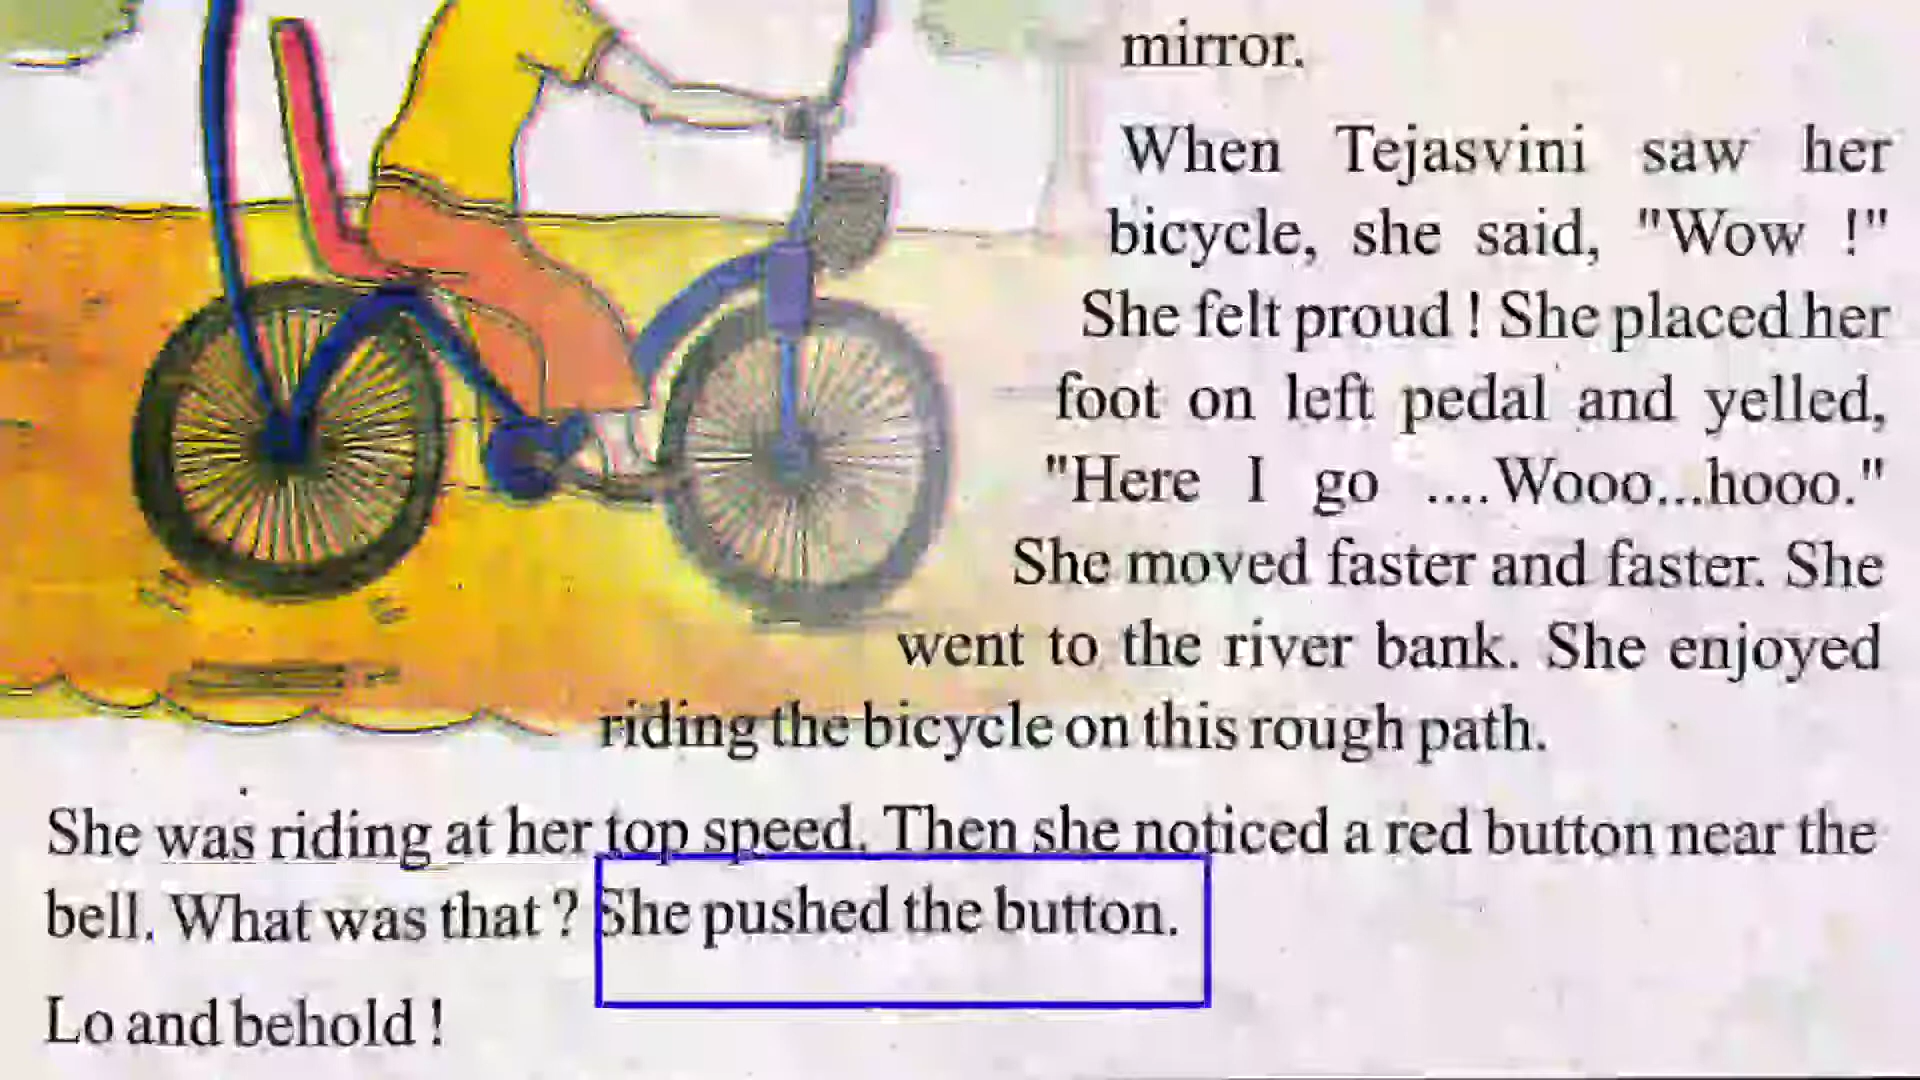 mirror.
When Tejasvini saw her
bicycle, she said, "Wow !"
She felt proud ! She placed her
foot on left pedal and yelled,
"Here I go ....Wooo...hooo."
She moved faster and faster. She
went to the river bank. She enjoyed
riding the bicycle on this rough path.
She was riding at her top speed. Then she noticed a red button near the
bell. What was that ? She pushed the button.
Lo and behold !